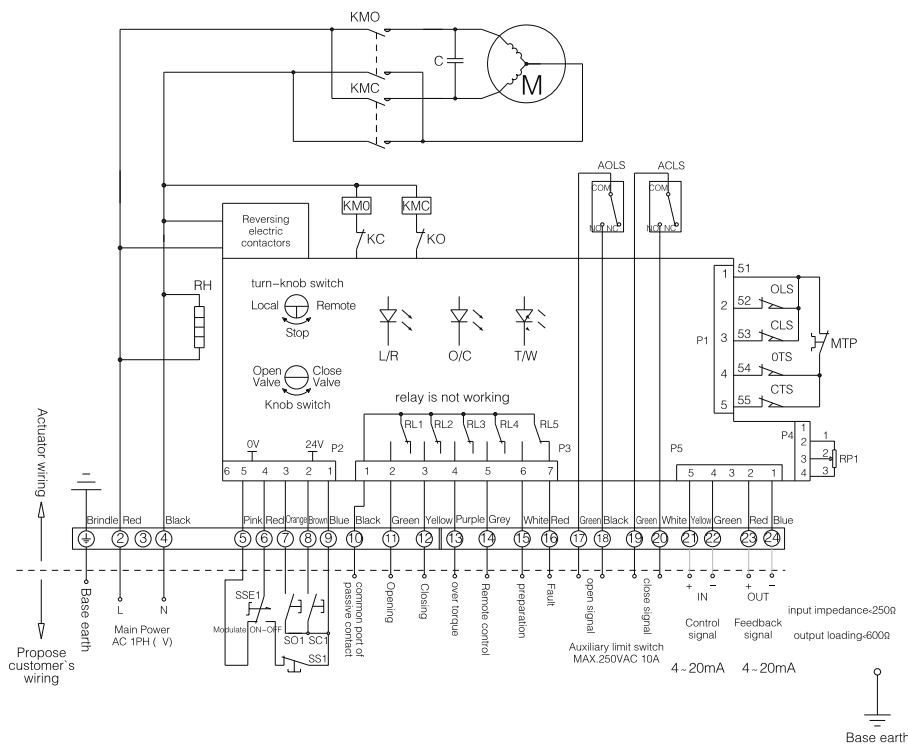 KMO
C
M
KMC
AOLS
ACLS
COM
COM
NO NC
NO NC
Reversing
electric
contactors
KM0
KMC
KC
KO
RH
turn-knob switch
Local
Remote
Stop
L/R
O/C
T/W
Open
Valve
Close
Valve
Knob switch
P1
1
2
3
4
5
51
52
53
54
55
OLS
CLS
0TS
CTS
MTP
relay is not working
RL1
RL2
RL3
RL4
RL5
0V
24V
P2
6 5 4 3 2 1
P3
1 2 3 4 5 6 7
P5
5 4 3 2 1
P4
1
2
3
4
1
2
3
RP1
Actuator wiring
Brindle
Red
Black
Pink
Red
Orange
Brown
Blue
Black
Green
Yellow
Purple
Grey
White
Red
Green
Black
Green
White
Yellow
Green
Red
Blue
2 3 4 5 6 7 8 9 10 11 12 13 14 15 16 17 18 19 20 21 22 23 24
Propose
customer`s
wiring
Base earth
L
N
Main Power
AC 1PH ( V)
SSE1
Modulate
ON-OFF
SO1
SC1
SS1
common port of
passive contact
Opening
Closing
over torque
Remote control
preparation
Fault
open signal
close signal
Auxiliary limit switch
MAX.250VAC 10A
+
-
IN
Control
signal
4~20mA
+
-
OUT
Feedback
signal
4~20mA
input impedance<250Ω
output loading<600Ω
Base earth